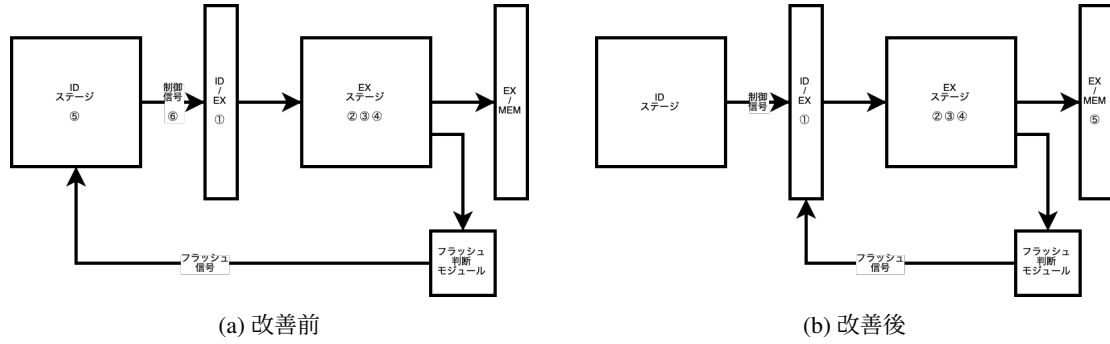 ID
ステージ
⑤
制御
信号
⑥
ID
/
EX
①
EX
ステージ
②③④
EX
/
MEM
フラッシュ
判断
モジュール
フラッシュ
信号
(a) 改善前
ID
ステージ
制御
信号
ID
/
EX
①
EX
ステージ
②③④
EX
/
MEM
⑤
フラッシュ
判断
モジュール
フラッシュ
信号
(b) 改善後